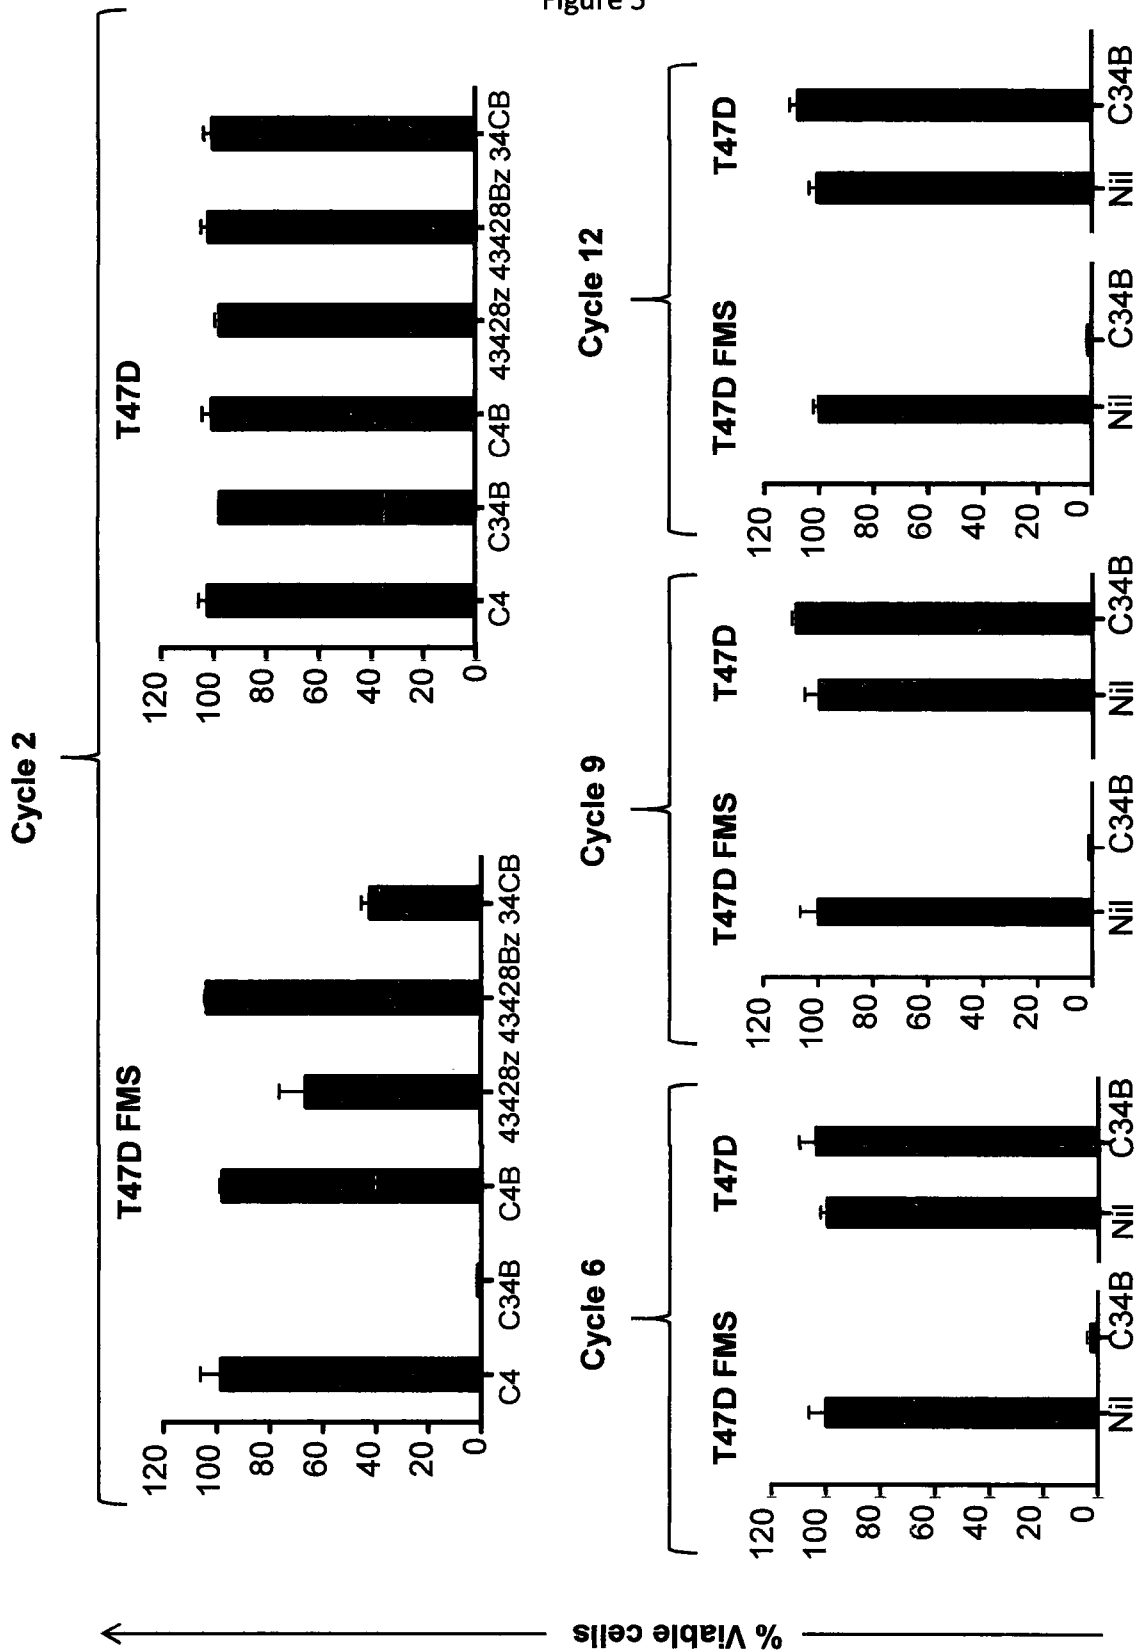 Figure 5
% Viable cells
Cycle 2
T47D FMS
120
100
80
60
40
20
0
C4 C34B C4B 43428z 43428Bz 34CB
T47D
120
100
80
60
40
20
0
C4 C34B C4B 43428z 43428Bz 34CB
Cycle 6
T47D FMS
T47D
120
100
80
60
40
20
0
Nil C34B
Nil C34B
Cycle 9
T47D FMS
T47D
120
100
80
60
40
20
0
Nil C34B
Nil C34B
Cycle 12
T47D FMS
T47D
120
100
80
60
40
20
0
Nil C34B
Nil C34B